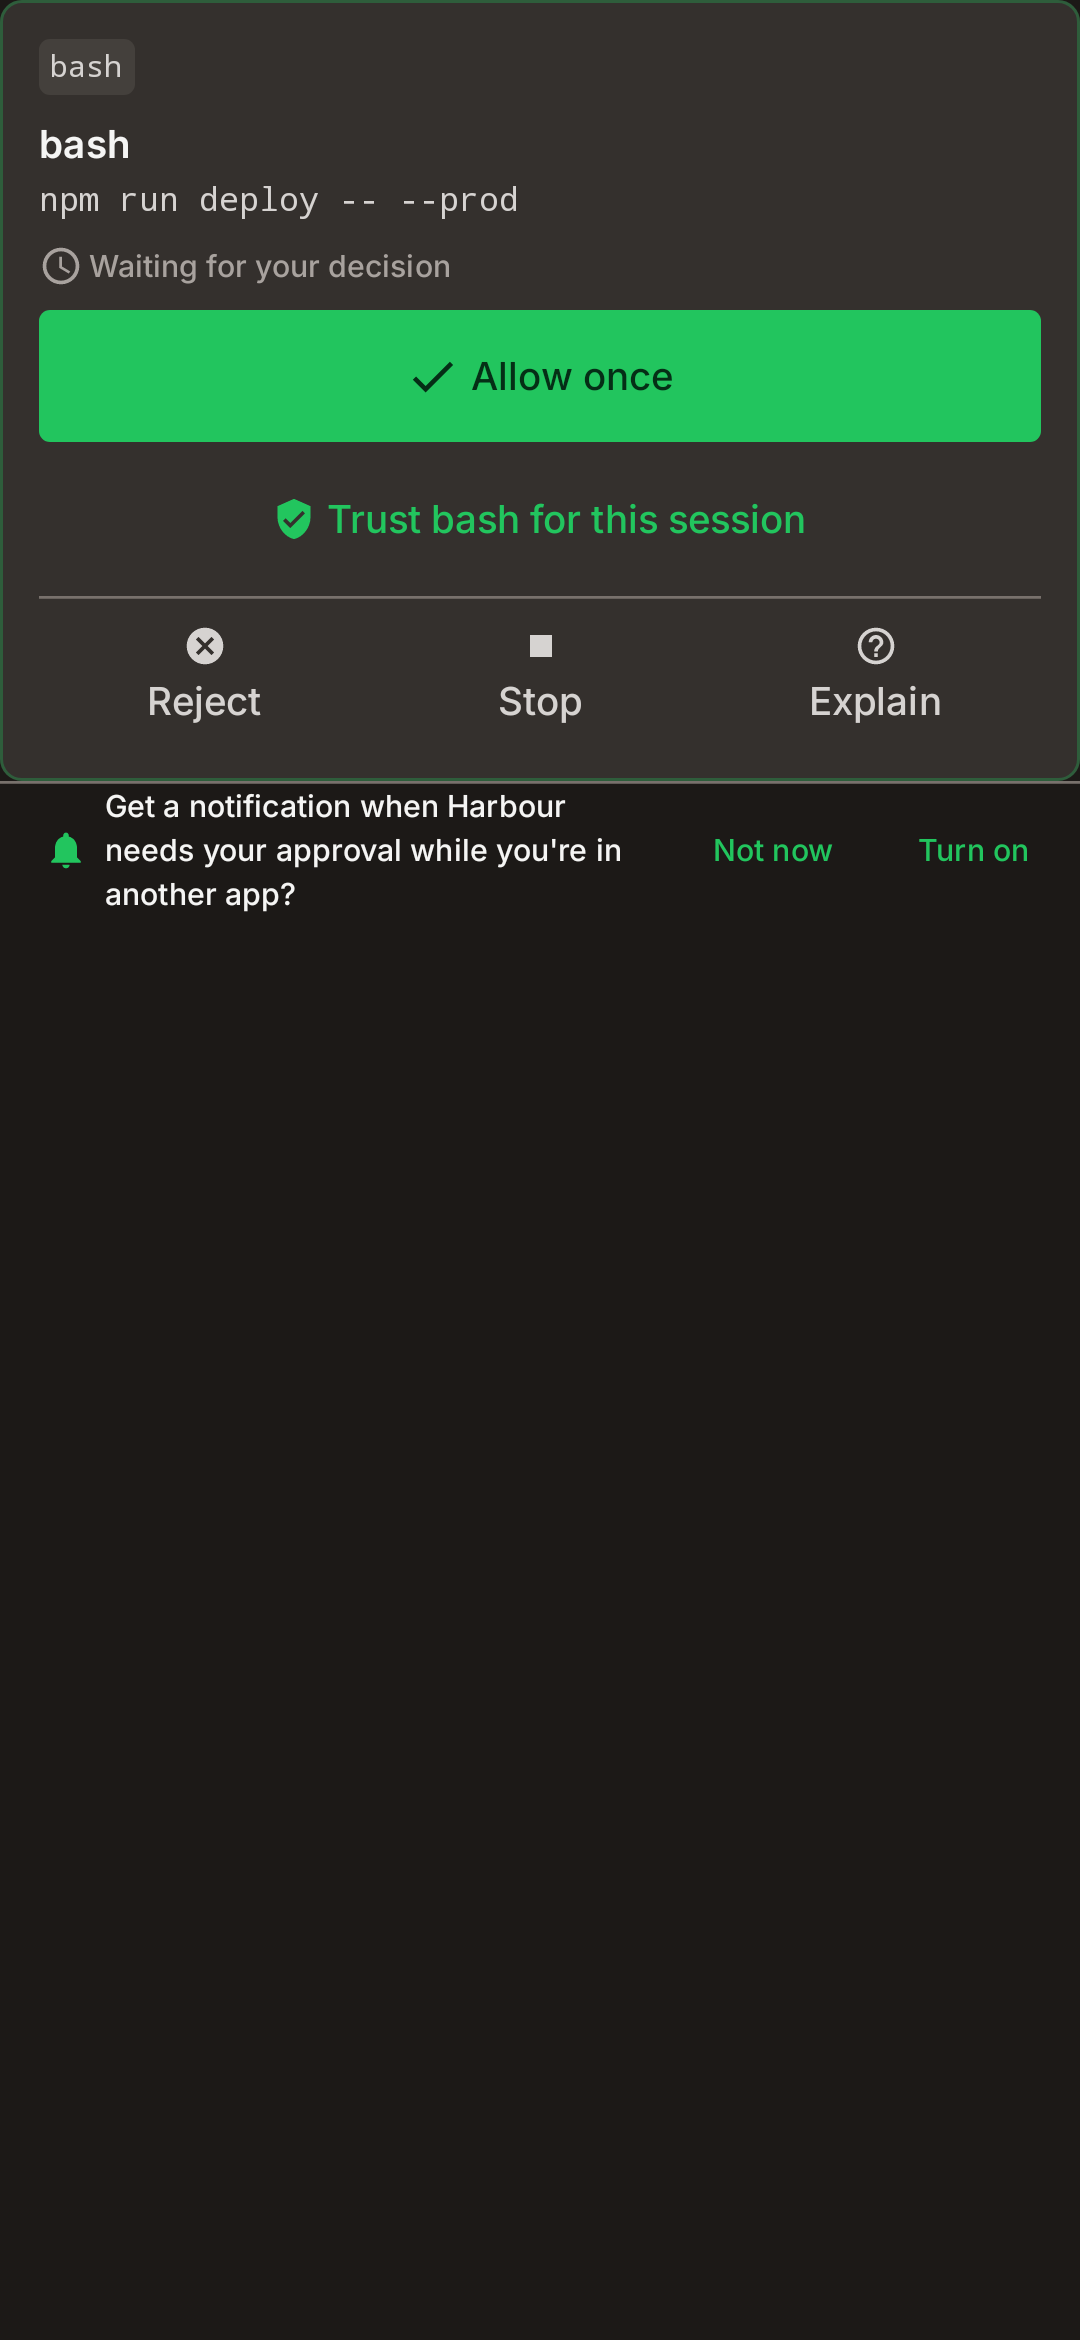 bash
bash
npm run deploy -- --prod
Waiting for your decision
Allow once
Trust bash for this session
Reject
Stop
Explain
Get a notification when Harbour
needs your approval while you're in
another app?
Not now
Turn on